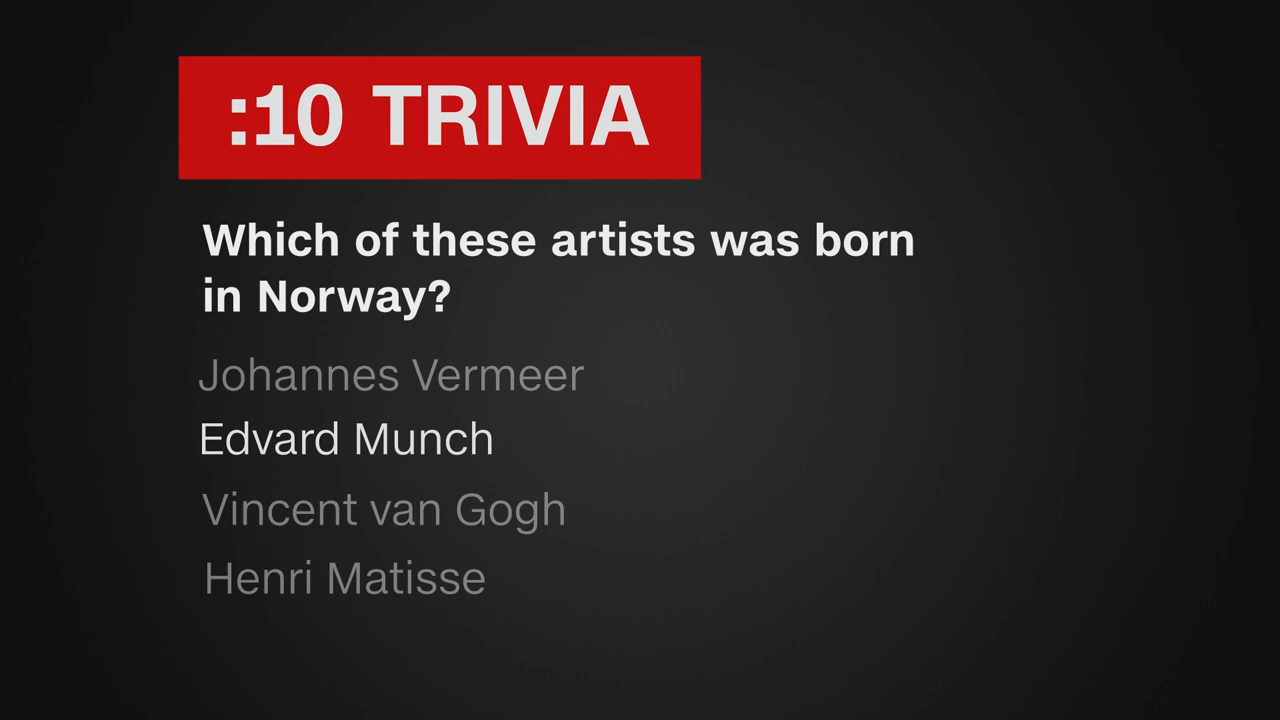 :10 TRIVIA
Which of these artists was born
in Norway?
Johannes Vermeer
Edvard Munch
Vincent van Gogh
Henri Matisse